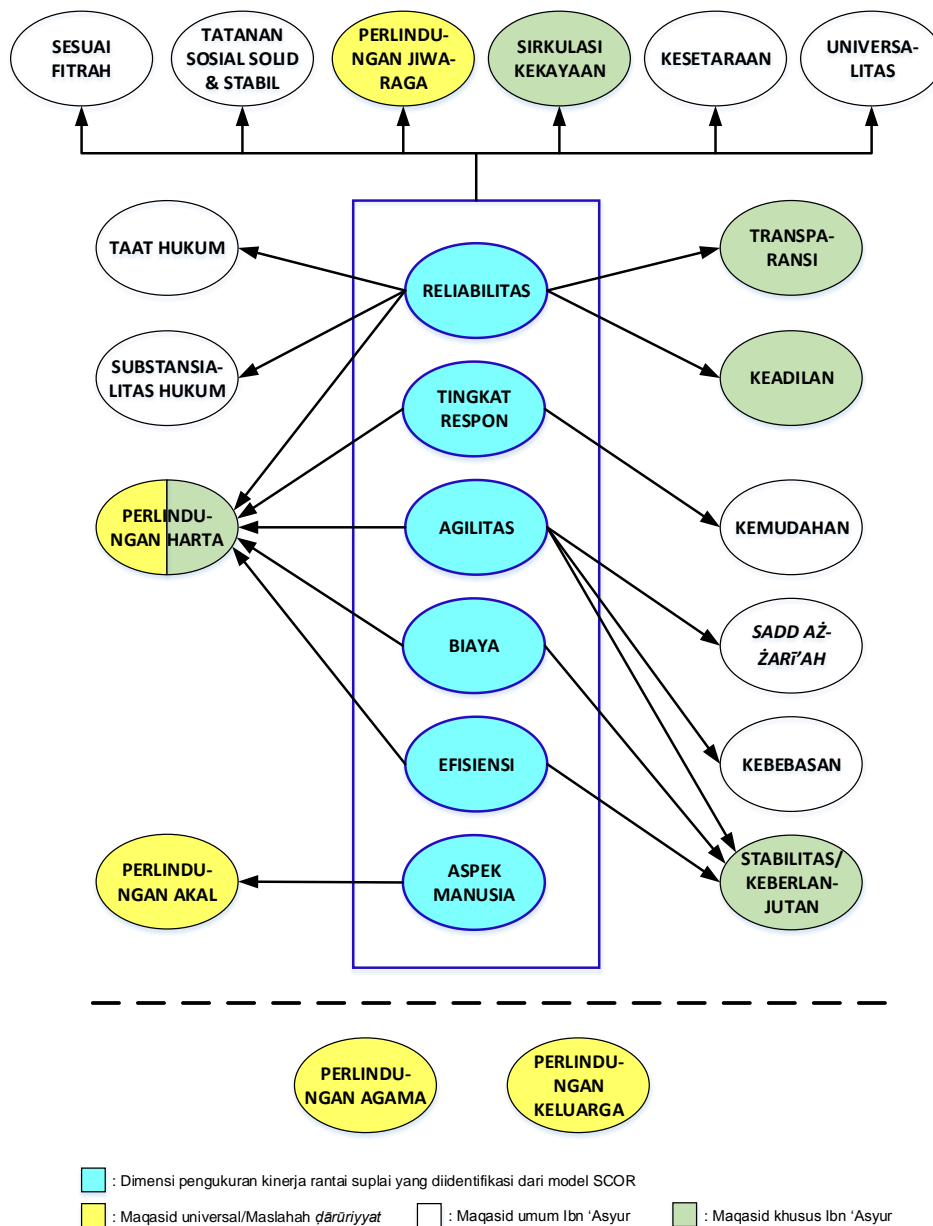 SESUAI
FITRAH
TATANAN
SOSIAL SOLID
& STABIL
PERLINDU-
NGAN JIWA-
RAGA
SIRKULASI
KEKAYAAN
KESETARAAN
UNIVERSA-
LITAS
TAAT HUKUM
RELIABILITAS
TRANSPA-
RANSI
SUBSTANSIA-
LITAS HUKUM
KEADILAN
TINGKAT
RESPON
PERLINDU-
NGAN HARTA
AGILITAS
KEMUDAHAN
BIAYA
SADD AŻ-
ŻARī’AH
EFISIENSI
KEBEBASAN
PERLINDU-
NGAN AKAL
ASPEK
MANUSIA
STABILITAS/
KEBERLAN-
JUTAN
PERLINDU-
NGAN AGAMA
PERLINDU-
NGAN
KELUARGA
: Dimensi pengukuran kinerja rantai suplai yang diidentifikasi dari model SCOR
: Maqasid universal/Maslahah ḍārūriyyat
: Maqasid umum Ibn ‘Asyur
: Maqasid khusus Ibn ‘Asyur